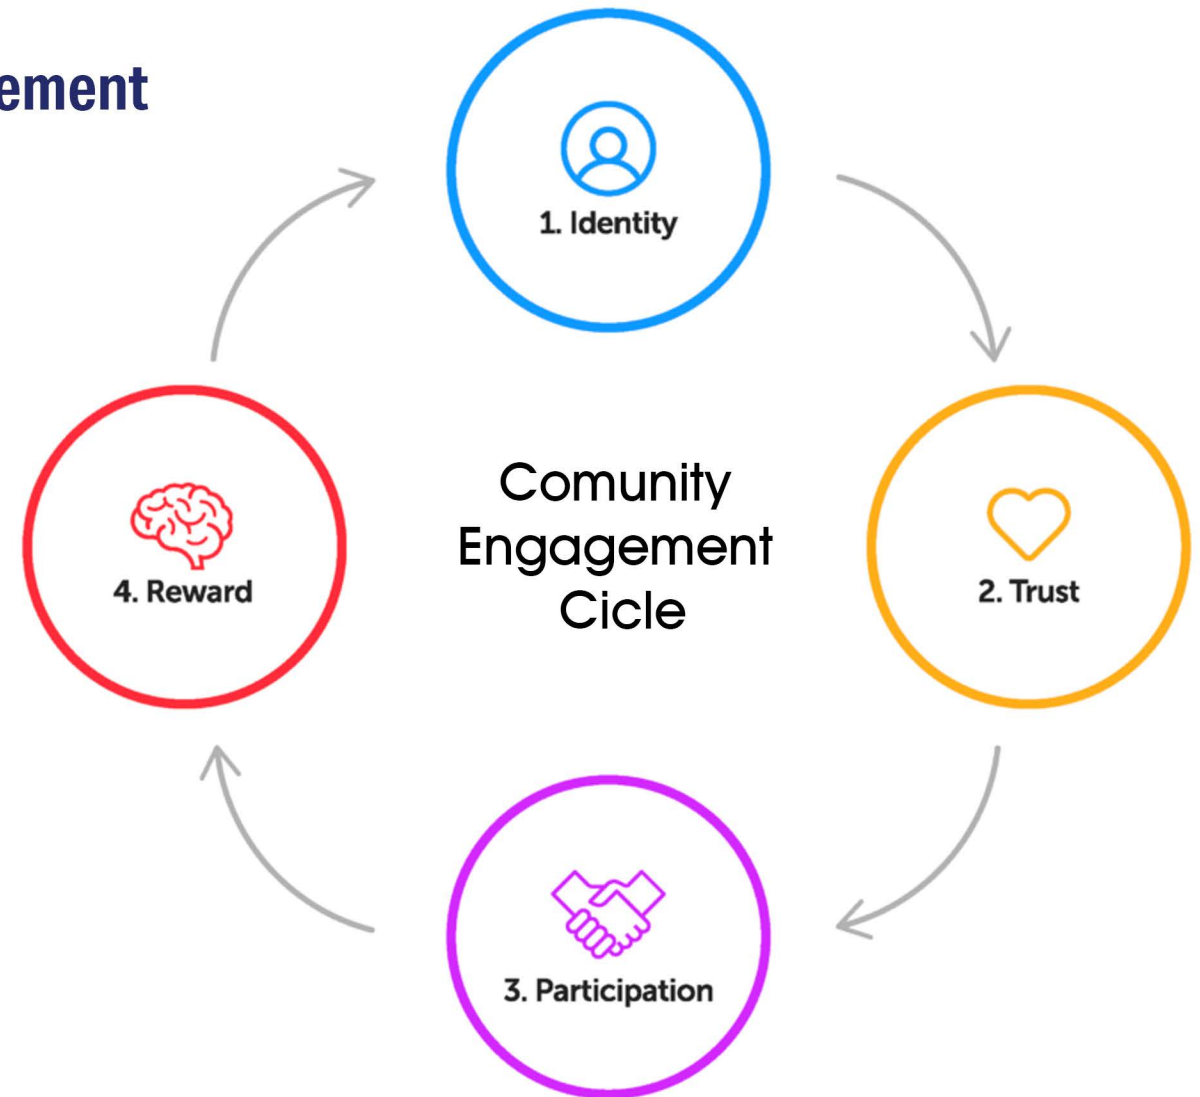 ement
1. Identity
Comunity
Engagement
Cicle
4. Reward
2. Trust
3. Participation